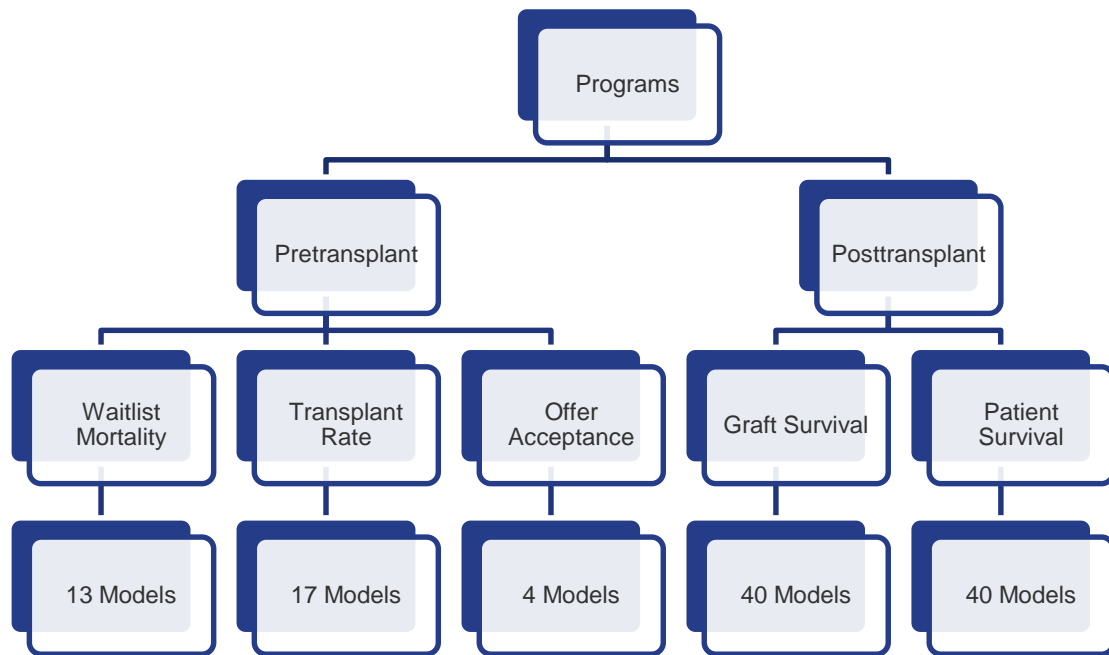 Programs
Pretransplant
Posttransplant
Waitlist
Mortality
Transplant
Rate
Offer
Acceptance
Graft Survival
Patient
Survival
13 Models
17 Models
4 Models
40 Models
40 Models